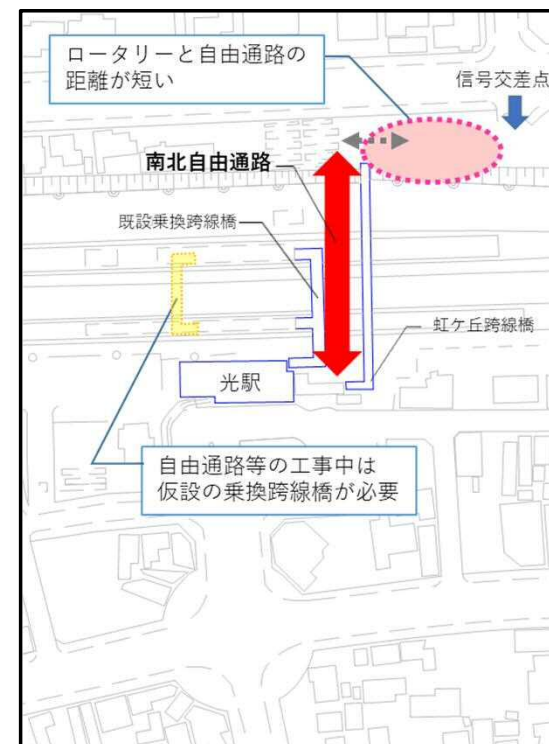 ロータリーと自由通路の
距離が短い
信号交差点
南北自由通路
既設乗換跨線橋
虹ケ丘跨線橋
光駅
自由通路等の工事中は
仮設の乗換跨線橋が必要